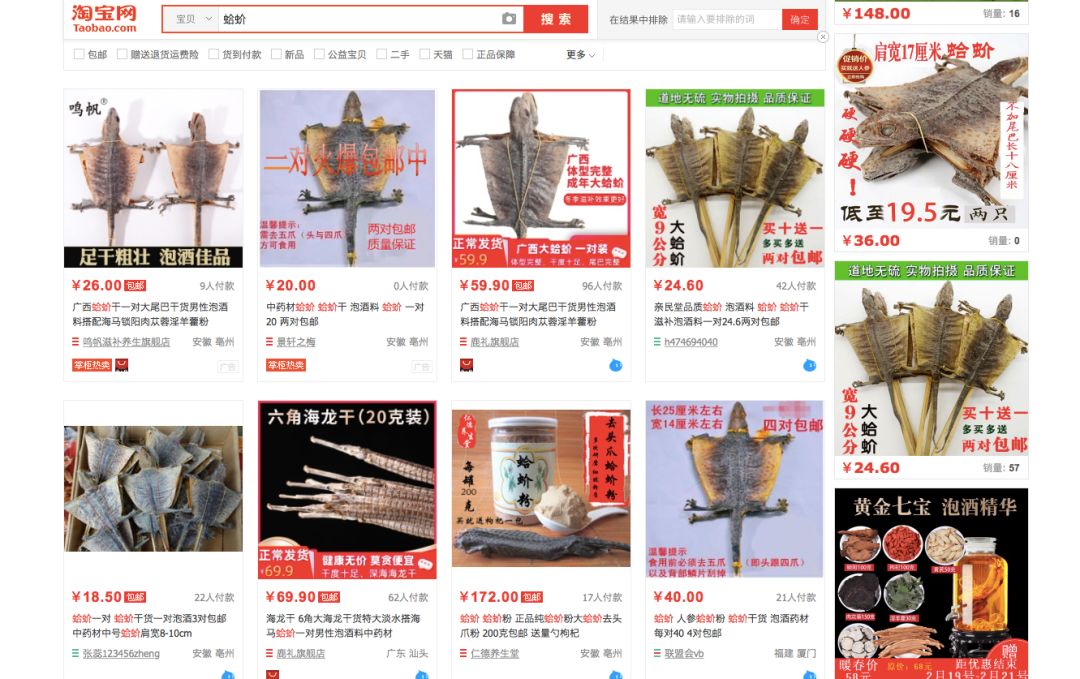 淘宝网
Taobao.com
宝贝
蛤蚧
搜索
在结果中排除
请输入要排除的词
确定
包邮
赠送退货运费险
货到付款
新品
公益宝贝
二手
天猫
正品保障
更多
鸣帆®
足干粗壮 泡酒佳品
¥26.00 包邮
9人付款
广西蛤蚧干一对大尾巴干货男性泡酒
料搭配海马锁阳肉苁蓉淫羊藿粉
鸣帆滋补养生旗舰店
安徽 亳州
掌柜热卖
广告
一对火爆包邮中
温馨提示:
需去五爪(头与四爪)
方可食用
两对包邮
质量保证
¥20.00
0人付款
中药材蛤蚧 蛤蚧干 泡酒料 蛤蚧 一对
20 两对包邮
景轩之梅
安徽 亳州
掌柜热卖
广告
广西
体型完整
成年大蛤蚧
冬季滋补效果更好
正常发货
¥59.9
广西大蛤蚧 一对装
体型完整、干度十足、尾巴完整
¥59.90 包邮
96人付款
广西蛤蚧干一对大尾巴干货男性泡酒
料搭配海马锁阳肉苁蓉淫羊藿粉
鹿礼旗舰店
安徽 亳州
道地无硫 实物拍摄 品质保证
宽9公分
大蛤蚧
买十送一
多买多送
两对包邮
¥24.60
42人付款
亲民堂品质蛤蚧 泡酒料 蛤蚧 蛤蚧干
滋补泡酒料一对24.6两对包邮
h474694040
安徽 亳州
¥18.50 包邮
22人付款
蛤蚧一对 蛤蚧干货一对泡酒3对包邮
中药材中号蛤蚧肩宽8-10cm
张蕊123456zheng
安徽 亳州
六角海龙干(20克装)
正常发货
¥69.9
健康无价 莫贪便宜
干度十足、深海海龙干
¥69.90 包邮
62人付款
海龙干 6角大海龙干货特大淡水搭海
马蛤蚧一对男性泡酒料中药材
鹿礼旗舰店
广东 汕头
仁德养生堂
每罐
200
克
蛤蚧粉
去头爪蛤蚧粉
买就送枸杞一包
¥172.00 包邮
17人付款
蛤蚧 蛤蚧粉 正品纯蛤蚧粉大蛤蚧去头
爪粉 200克包邮 送量勺枸杞
仁德养生堂
安徽 亳州
长25厘米左右
宽14厘米左右
四对包邮
温馨提示
食用前必须去五爪 (即头跟四爪)
以及背部鳞片刮掉
¥40.00
21人付款
蛤蚧 人参蛤蚧粉 蛤蚧干货 泡酒药材
每对40 4对包邮
联盟会vb
福建 厦门
¥148.00
销量: 16
促销价
肩宽17厘米 蛤蚧
硬硬硬!
不加尾巴长十八厘米
低至19.5元 两只
¥36.00
销量: 0
道地无硫 实物拍摄 品质保证
宽9公分
大蛤蚧
买十送一
多买多送
两对包邮
¥24.60
销量: 57
黄金七宝 泡酒精华
赠
暖春价
58元
原价:68元
距优惠结束
2月19号-2月21号